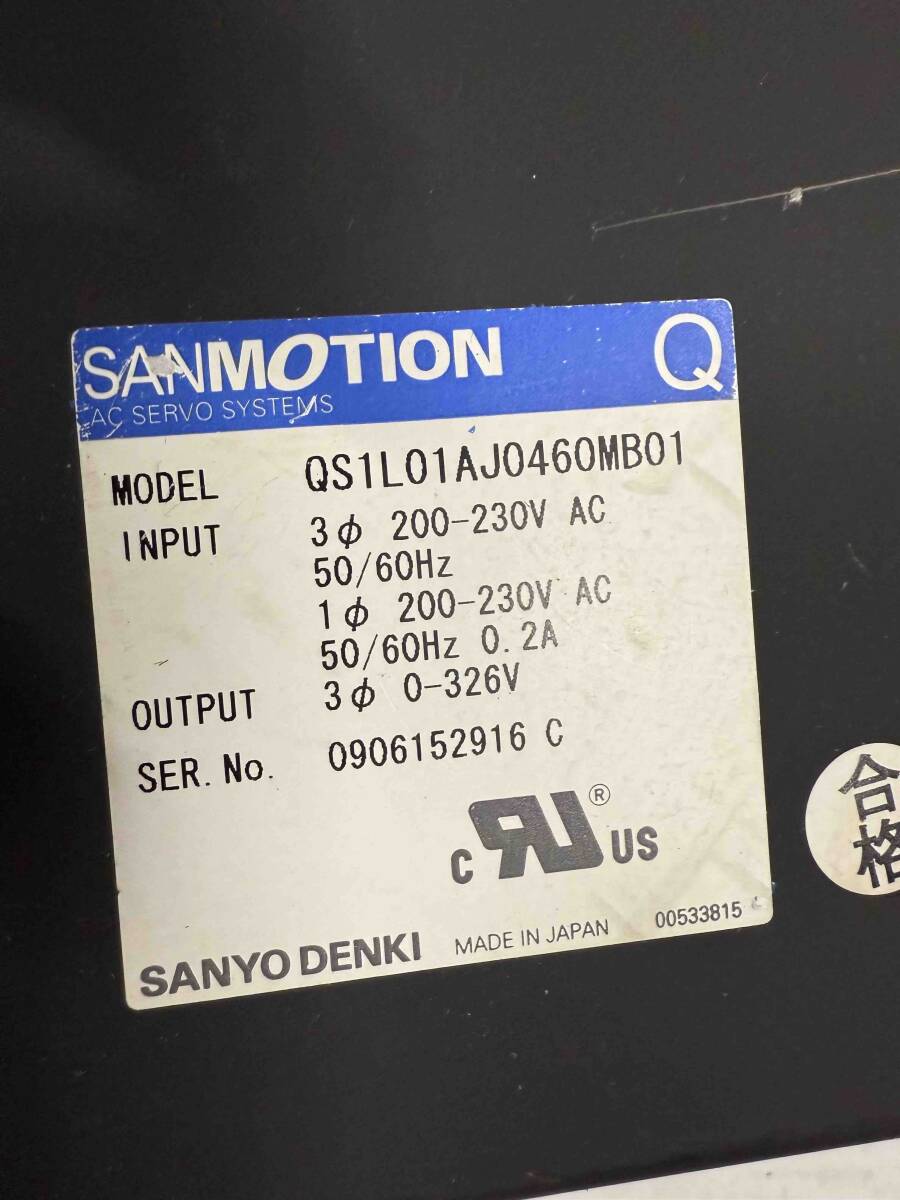 SANMOTION Q
AC SERVO SYSTEMS
MODEL QS1L01AJ0460MB01
INPUT 3φ 200-230V AC
50/60Hz
1φ 200-230V AC
50/60Hz 0.2A
OUTPUT 3φ 0-326V
SER. No. 0906152916 C
C RU ® US
SANYO DENKI MADE IN JAPAN 00533815
合格